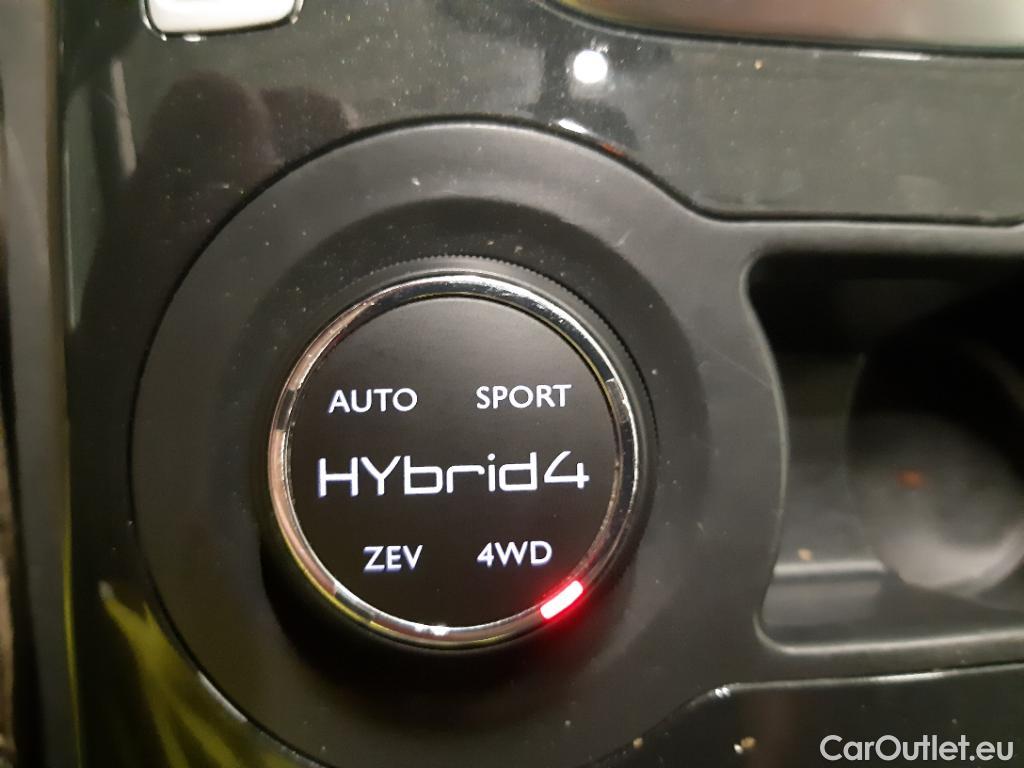 AUTO SPORT
HYbrid4
ZEV 4WD
CarOutlet.eu